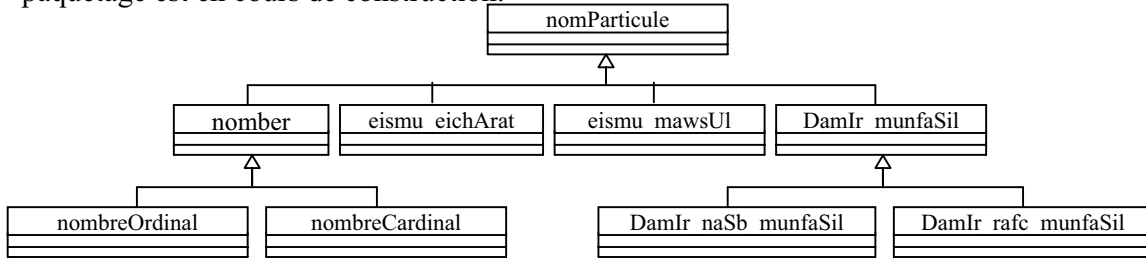 paquetage est en cours de construction.
nomParticule
nomber
eismu eichArat
eismu mawsUl
DamIr munfaSil
nombreOrdinal
nombreCardinal
DamIr naSb munfaSil
DamIr rafc munfaSil